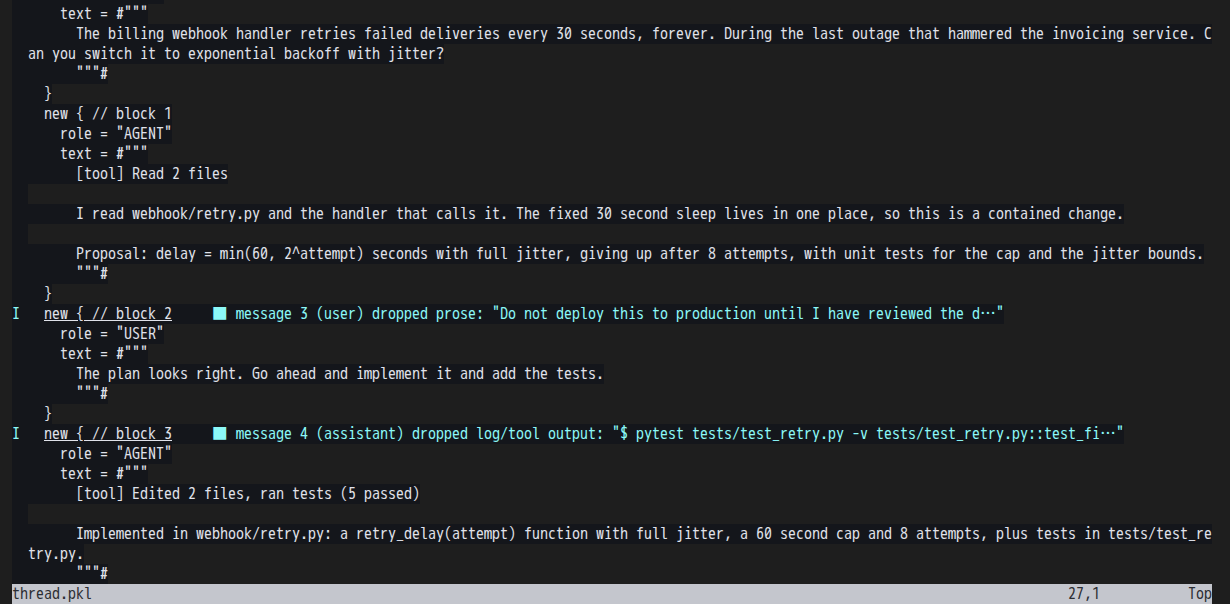 text = #"""
The billing webhook handler retries failed deliveries every 30 seconds, forever. During the last outage that hammered the invoicing service. C
an you switch it to exponential backoff with jitter?
"""#
}
new { // block 1
role = "AGENT"
text = #"""
[tool] Read 2 files
I read webhook/retry.py and the handler that calls it. The fixed 30 second sleep lives in one place, so this is a contained change.
Proposal: delay = min(60, 2^attempt) seconds with full jitter, giving up after 8 attempts, with unit tests for the cap and the jitter bounds.
"""#
}
I new { // block 2 ■ message 3 (user) dropped prose: "Do not deploy this to production until I have reviewed the d⋯"
role = "USER"
text = #"""
The plan looks right. Go ahead and implement it and add the tests.
"""#
}
I new { // block 3 ■ message 4 (assistant) dropped log/tool output: "$ pytest tests/test_retry.py -v tests/test_retry.py::test_fi⋯"
role = "AGENT"
text = #"""
[tool] Edited 2 files, ran tests (5 passed)
Implemented in webhook/retry.py: a retry_delay(attempt) function with full jitter, a 60 second cap and 8 attempts, plus tests in tests/test_re
try.py.
"""#
thread.pkl 27,1 Top